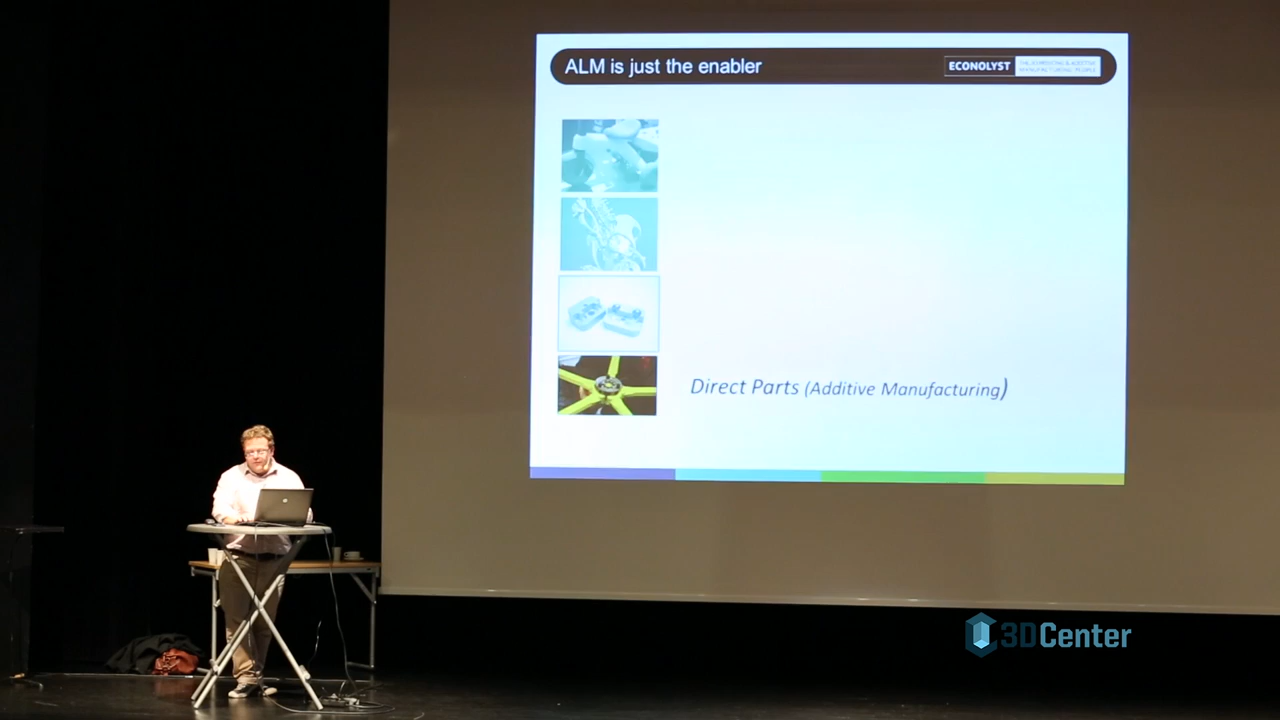 ALM is just the enabler
ECONOLYST
Direct Parts (Additive Manufacturing)
3DCenter